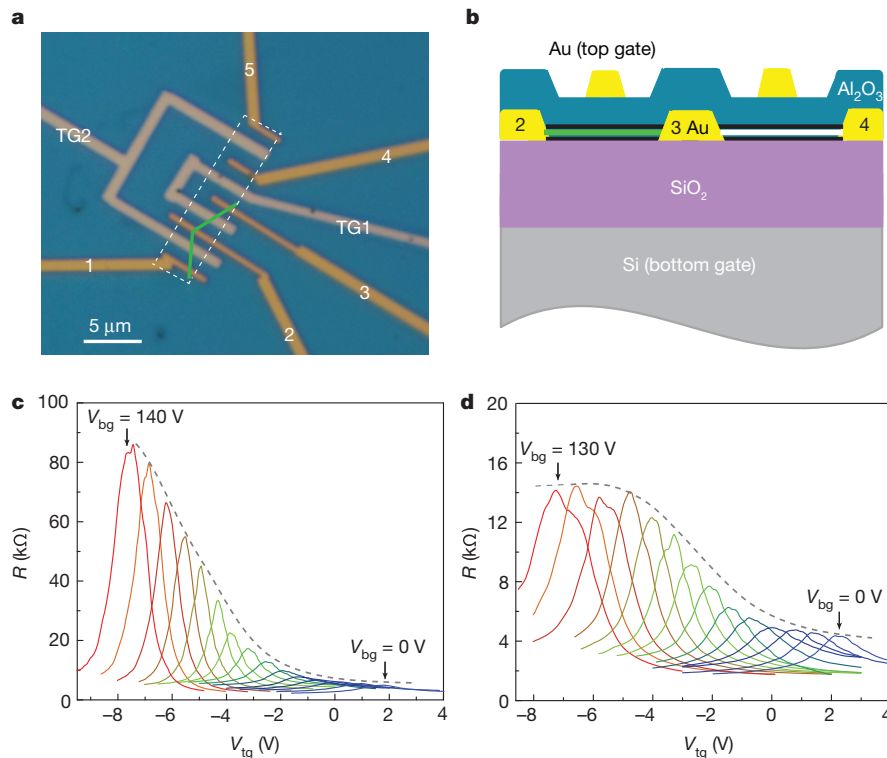 a
5
TG2
4
TG1
1
3
2
5 μm
b
Au (top gate)
Al₂O₃
2
3 Au
4
SiO₂
Si (bottom gate)
c
100
80
60
40
20
0
R (kΩ)
Vbg = 140 V
Vbg = 0 V
−8 −6 −4 −2 0 2 4
Vtg (V)
d
20
16
12
8
4
0
R (kΩ)
Vbg = 130 V
Vbg = 0 V
−8 −6 −4 −2 0 2 4
Vtg (V)